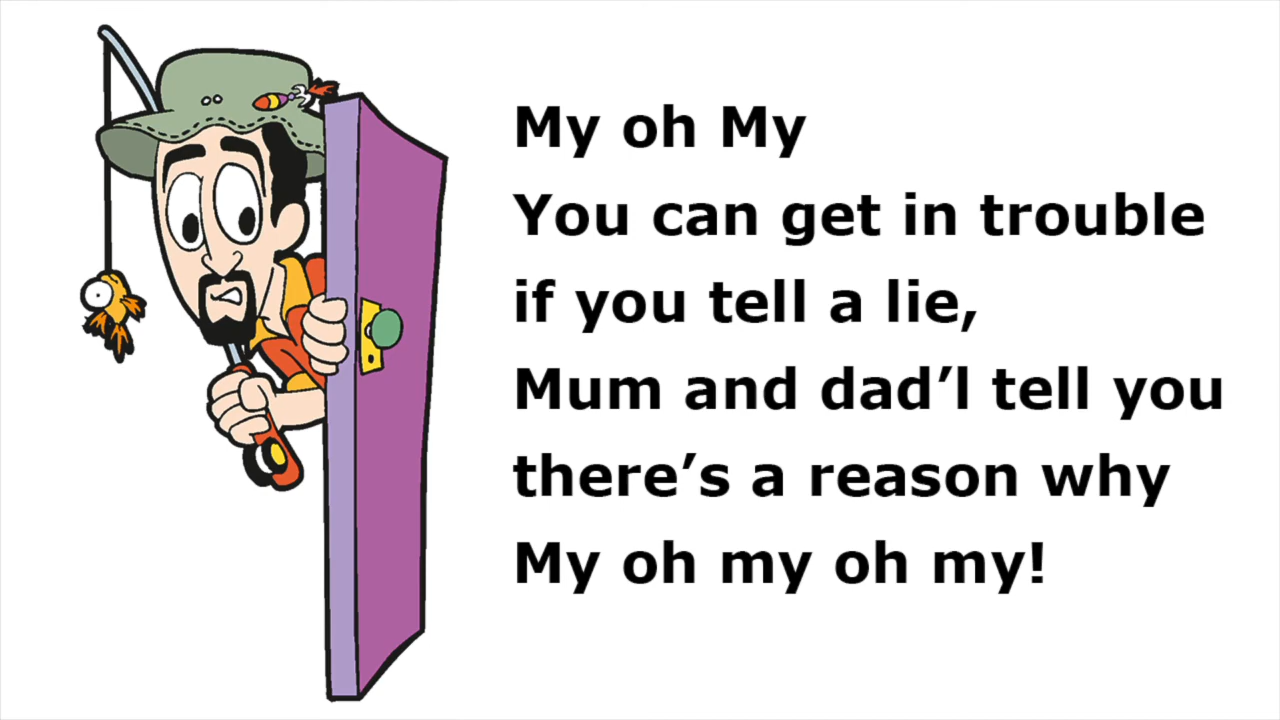 My oh My
You can get in trouble
if you tell a lie,
Mum and dad’l tell you
there’s a reason why
My oh my oh my!